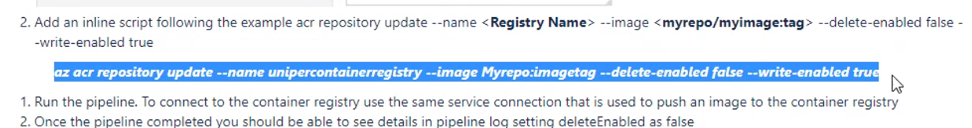 2. Add an inline script following the example acr repository update --name <Registry Name> --image <myrepo/myimage:tag> --delete-enabled false -
-write-enabled true
az acr repository update --name unipercontainerregistry --image Myrepo:imagetag --delete-enabled false --write-enabled true
1. Run the pipeline. To connect to the container registry use the same service connection that is used to push an image to the container registry
2. Once the pipeline completed you should be able to see details in pipeline log setting deleteEnabled as false